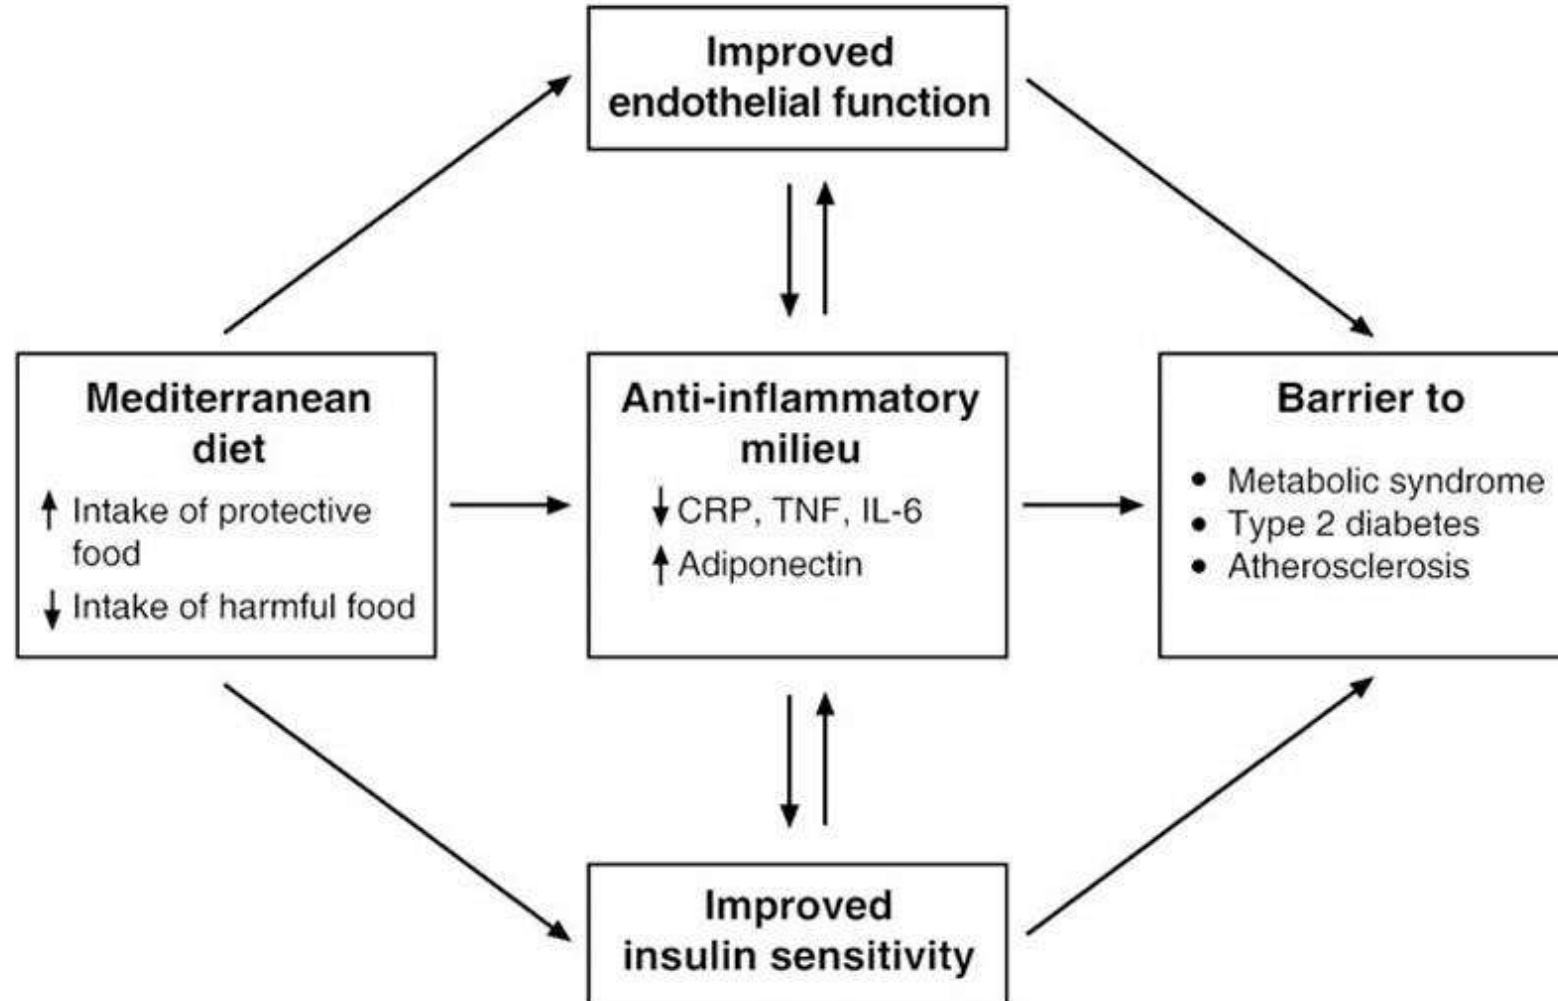 Improved
endothelial function
Mediterranean
diet
↑ Intake of protective
food
↓ Intake of harmful food
Anti-inflammatory
milieu
↓ CRP, TNF, IL-6
↑ Adiponectin
Barrier to
• Metabolic syndrome
• Type 2 diabetes
• Atherosclerosis
Improved
insulin sensitivity